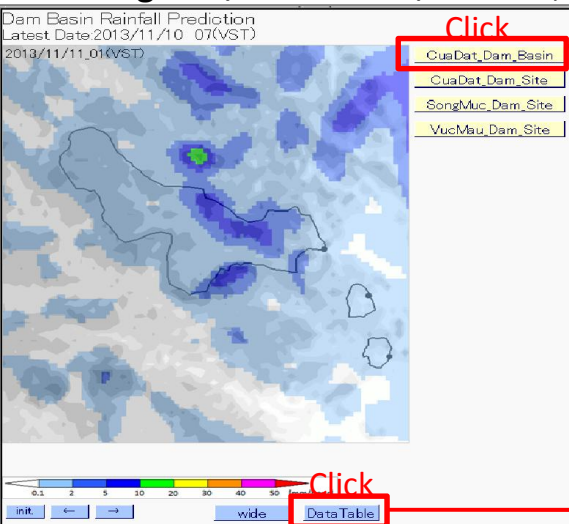 Dam Basin Rainfall Prediction
Latest Date:2013/11/10 07(VST)
2013/11/11_01(VST)
Click
CuaDat_Dam_Basin
CuaDat_Dam_Site
SongMuc_Dam_Site
VucMau_Dam_Site
Click
0.1 2 5 10 20 30 40 50
init. ← → wide DataTable